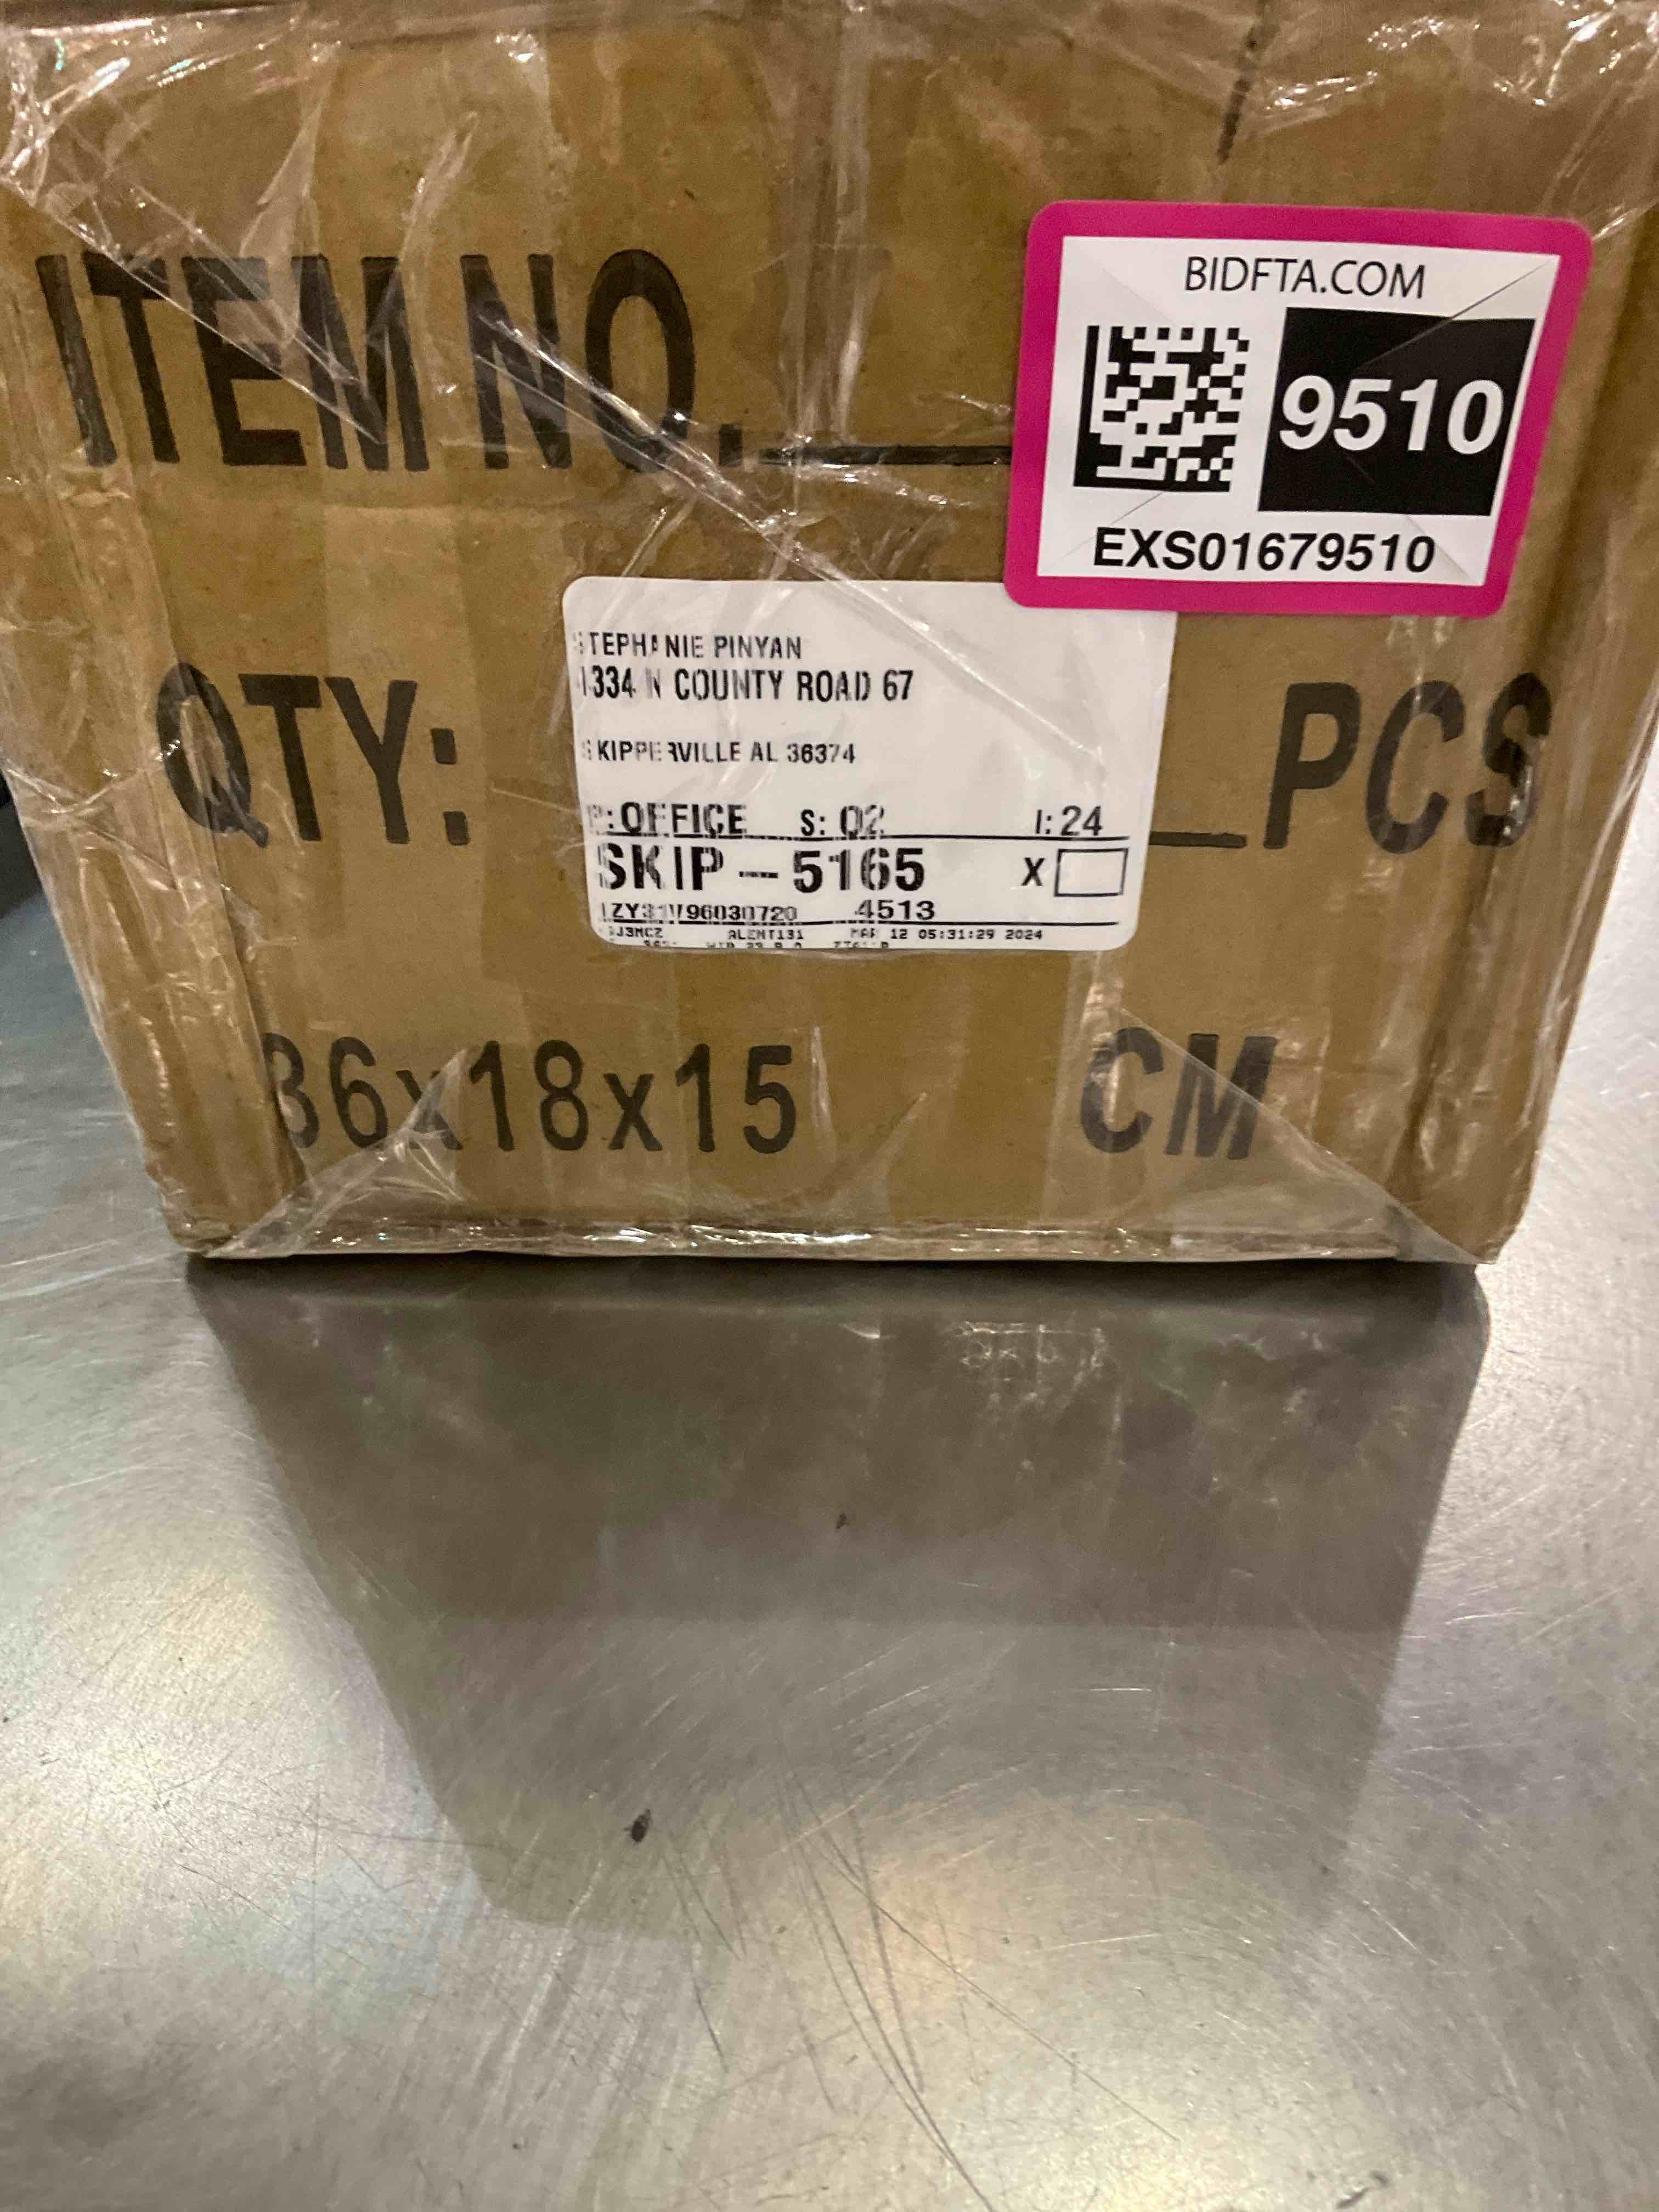 BIDFTA.COM
9510
EXS01679510
ITEM NO.
STEPHANIE PINYAN
N COUNTY ROAD 67
SKIPPERVILLE AL 36374
QTY: PCS
P: OFFICE S: 02 I: 24
SKIP - 5165 X
4513
ALENT131 MAR 12 05:31:29 2024
36x18x15 CM